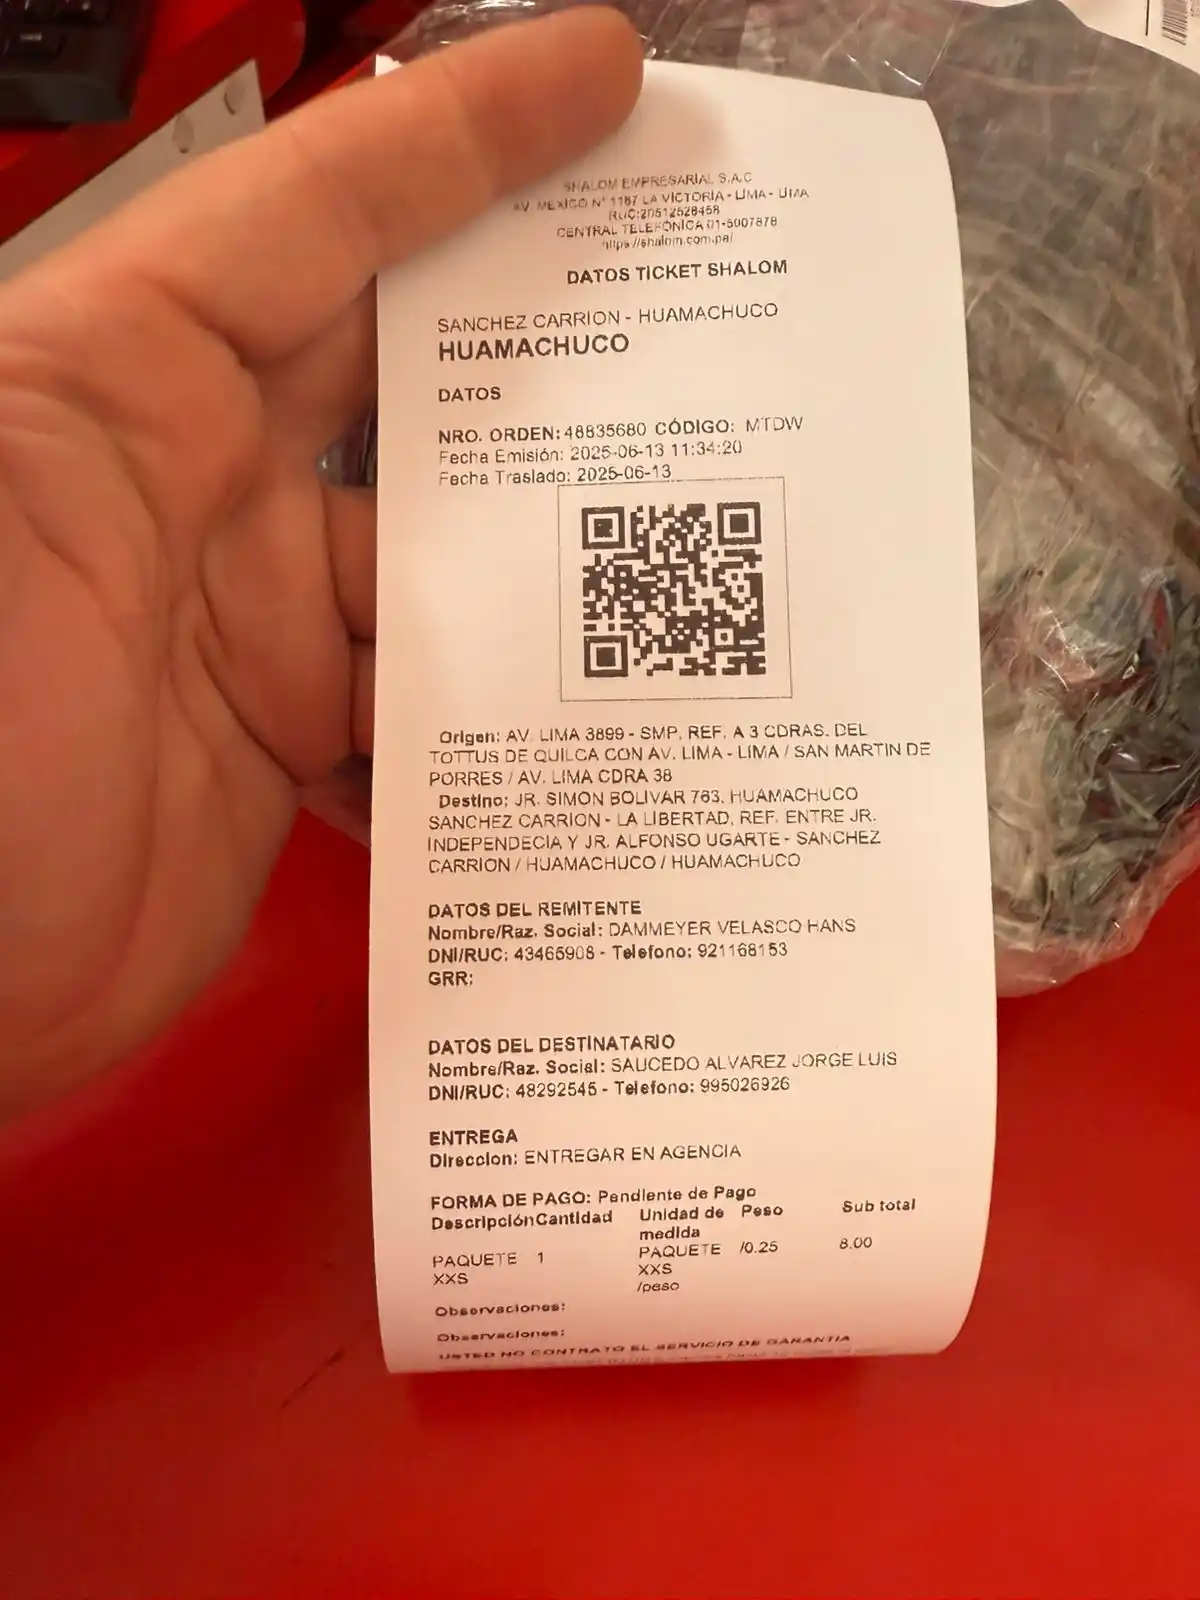 SHALOM EMPRESARIAL S.A.C
AV. MEXICO N° 1187 LA VICTORIA - LIMA - LIMA
RUC:20512528458
CENTRAL TELEFÓNICA 01-5007878
https://shalom.com.pe/
DATOS TICKET SHALOM
SANCHEZ CARRION - HUAMACHUCO
HUAMACHUCO
DATOS
NRO. ORDEN: 48835680 CÓDIGO: MTDW
Fecha Emisión: 2025-06-13 11:34:20
Fecha Traslado: 2025-06-13
Origen: AV. LIMA 3899 - SMP, REF. A 3 CDRAS. DEL
TOTTUS DE QUILCA CON AV. LIMA - LIMA / SAN MARTIN DE
PORRES / AV. LIMA CDRA 38
Destino: JR. SIMON BOLIVAR 763, HUAMACHUCO
SANCHEZ CARRION - LA LIBERTAD, REF. ENTRE JR.
INDEPENDECIA Y JR. ALFONSO UGARTE - SANCHEZ
CARRION / HUAMACHUCO / HUAMACHUCO
DATOS DEL REMITENTE
Nombre/Raz. Social: DAMMEYER VELASCO HANS
DNI/RUC: 43465908 - Telefono: 921168153
GRR:
DATOS DEL DESTINATARIO
Nombre/Raz. Social: SAUCEDO ALVAREZ JORGE LUIS
DNI/RUC: 48292545 - Telefono: 995026926
ENTREGA
Direccion: ENTREGAR EN AGENCIA
FORMA DE PAGO: Pendiente de Pago
Descripción Cantidad Unidad de medida Peso Sub total
PAQUETE XXS 1 PAQUETE XXS /peso /0.25 8.00
Observaciones:
Observaciones:
USTED NO CONTRATO EL SERVICIO DE GARANTIA